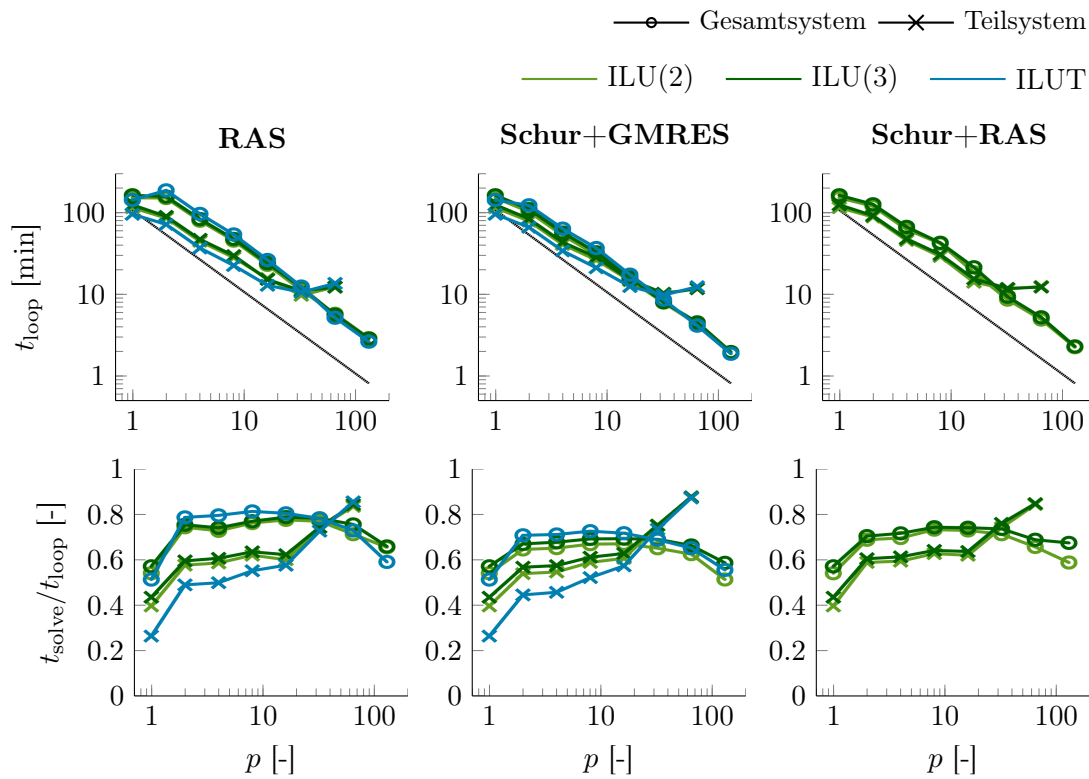 Gesamtsystem Teilsystem
ILU(2) ILU(3) ILUT
RAS Schur+GMRES Schur+RAS
t_loop [min]
100 100 100
10 10 10
1 1 1
1 10 100 1 10 100 1 10 100
t_solve/t_loop [-]
1 1 1
0.8 0.8 0.8
0.6 0.6 0.6
0.4 0.4 0.4
0.2 0.2 0.2
0 0 0
1 10 100 1 10 100 1 10 100
p [-] p [-] p [-]